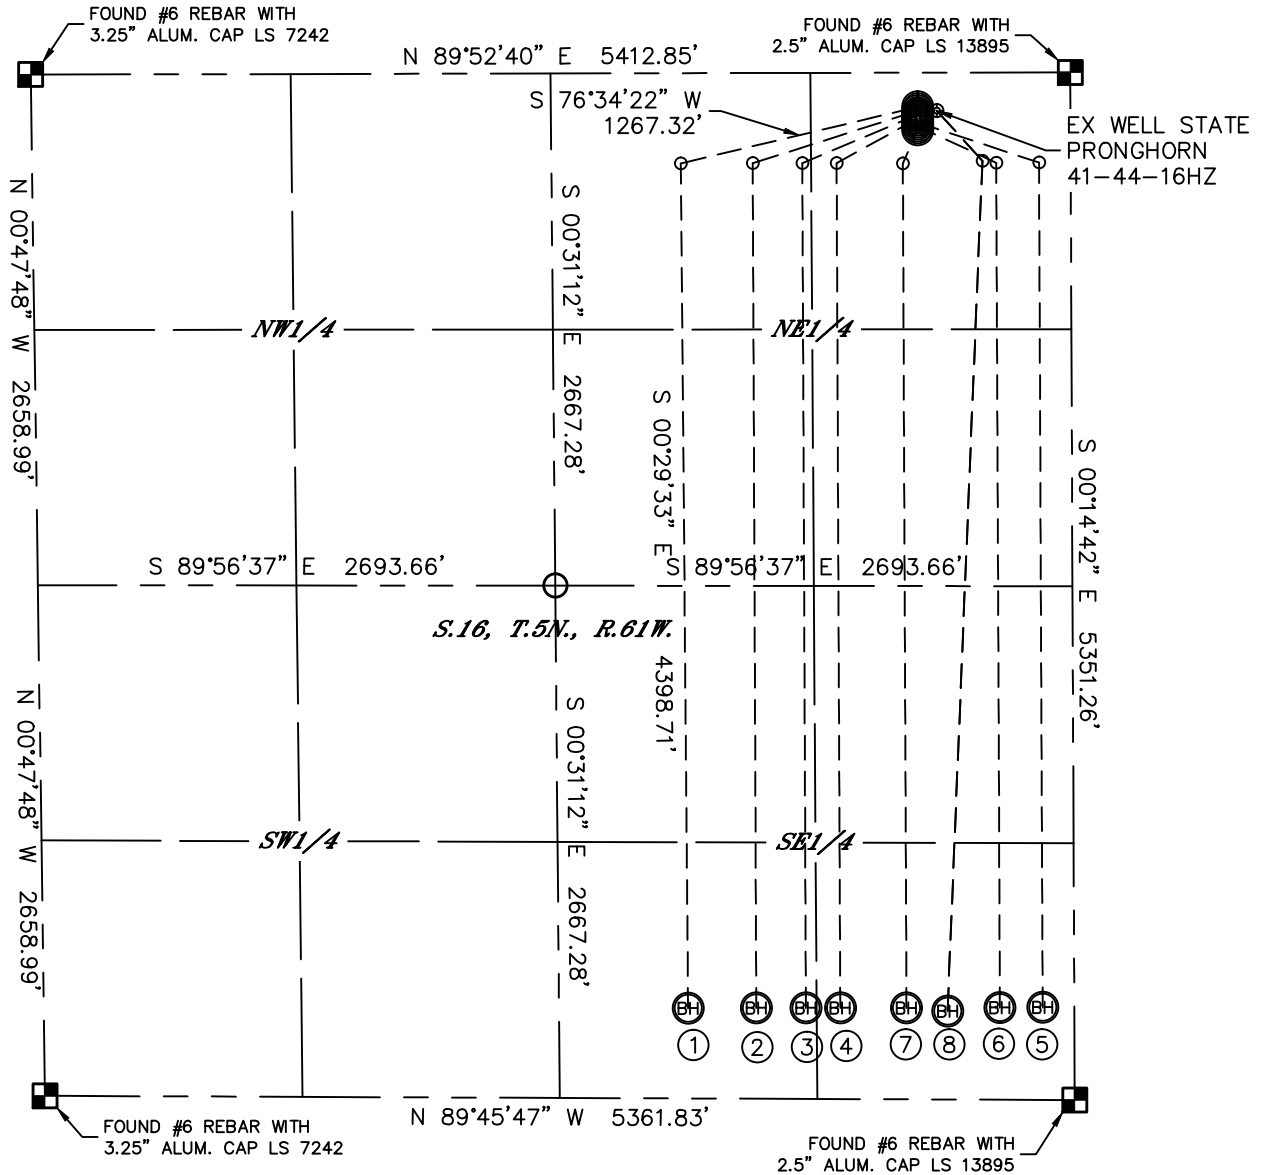 FOUND #6 REBAR WITH
3.25" ALUM. CAP LS 7242
FOUND #6 REBAR WITH
2.5" ALUM. CAP LS 13895
N 89°52'40" E 5412.85'
S 76°34'22" W
1267.32'
EX WELL STATE
PRONGHORN
41-44-16HZ
N 00°47'48" W 2658.99'
S 00°31'12" E 2667.28'
NW1/4
NE1/4
S 00°29'33" E 4398.71'
S 00°14'42" E 5351.26'
S 89°56'37" E 2693.66'
S 89°56'37" E 2693.66'
S.16, T.5N., R.61W.
N 00°47'48" W 2658.99'
S 00°31'12" E 2667.28'
SW1/4
SE1/4
BH BH BH BH BH BH BH BH
1 2 3 4 7 8 6 5
N 89°45'47" W 5361.83'
FOUND #6 REBAR WITH
3.25" ALUM. CAP LS 7242
FOUND #6 REBAR WITH
2.5" ALUM. CAP LS 13895